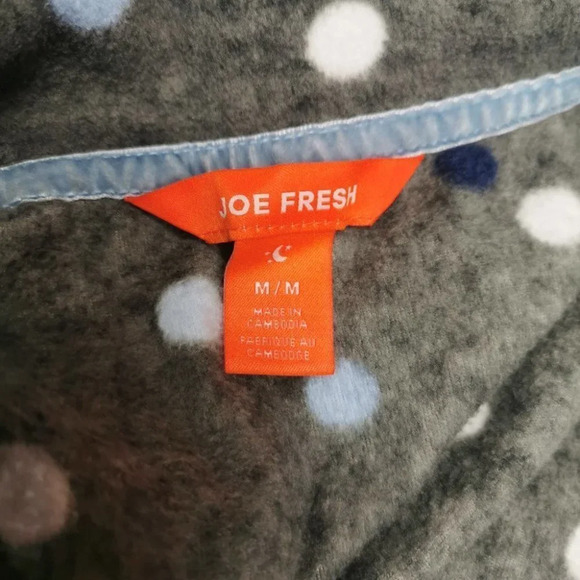 JOE FRESH
M/M
MADE IN
CAMBODIA
FABRIQUÉ AU
CAMBODGE